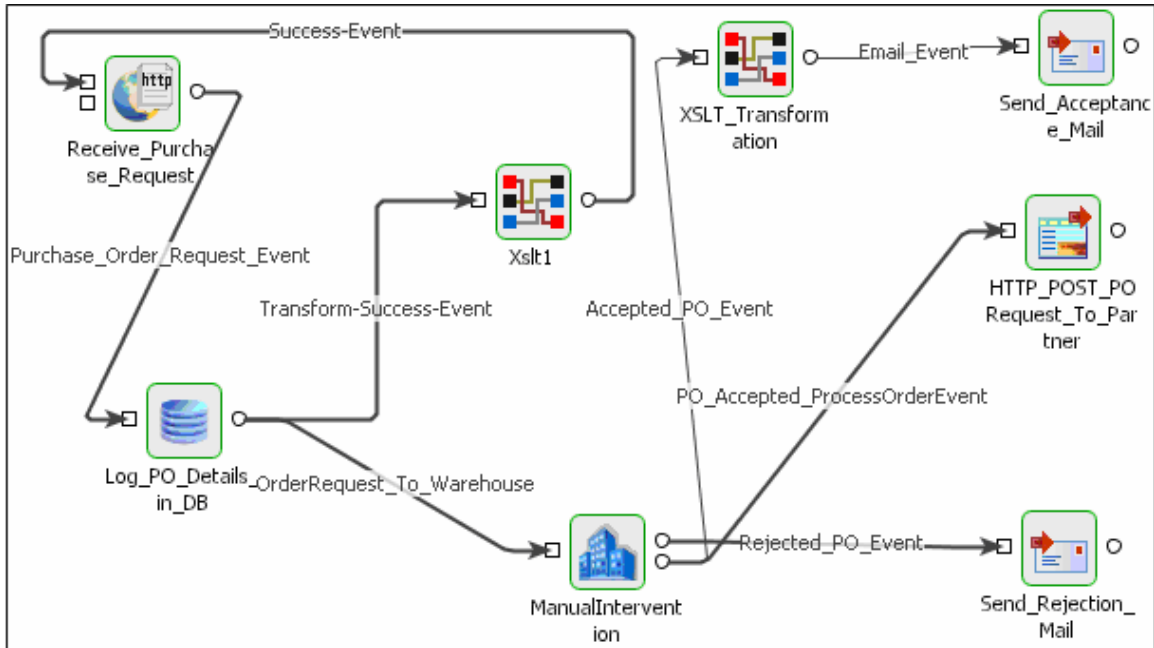 Success-Event
http
Receive_Purcha
se_Request
Email_Event
XSLT_Transform
ation
Send_Acceptanc
e_Mail
Xslt1
Purchase_Order_Request_Event
Transform-Success-Event
Accepted_PO_Event
HTTP_POST_PO
Request_To_Par
tner
PO_Accepted_ProcessOrderEvent
Log_PO_Details_
in_DB
OrderRequest_To_Warehouse
Rejected_PO_Event
ManualIntervent
ion
Send_Rejection_
Mail